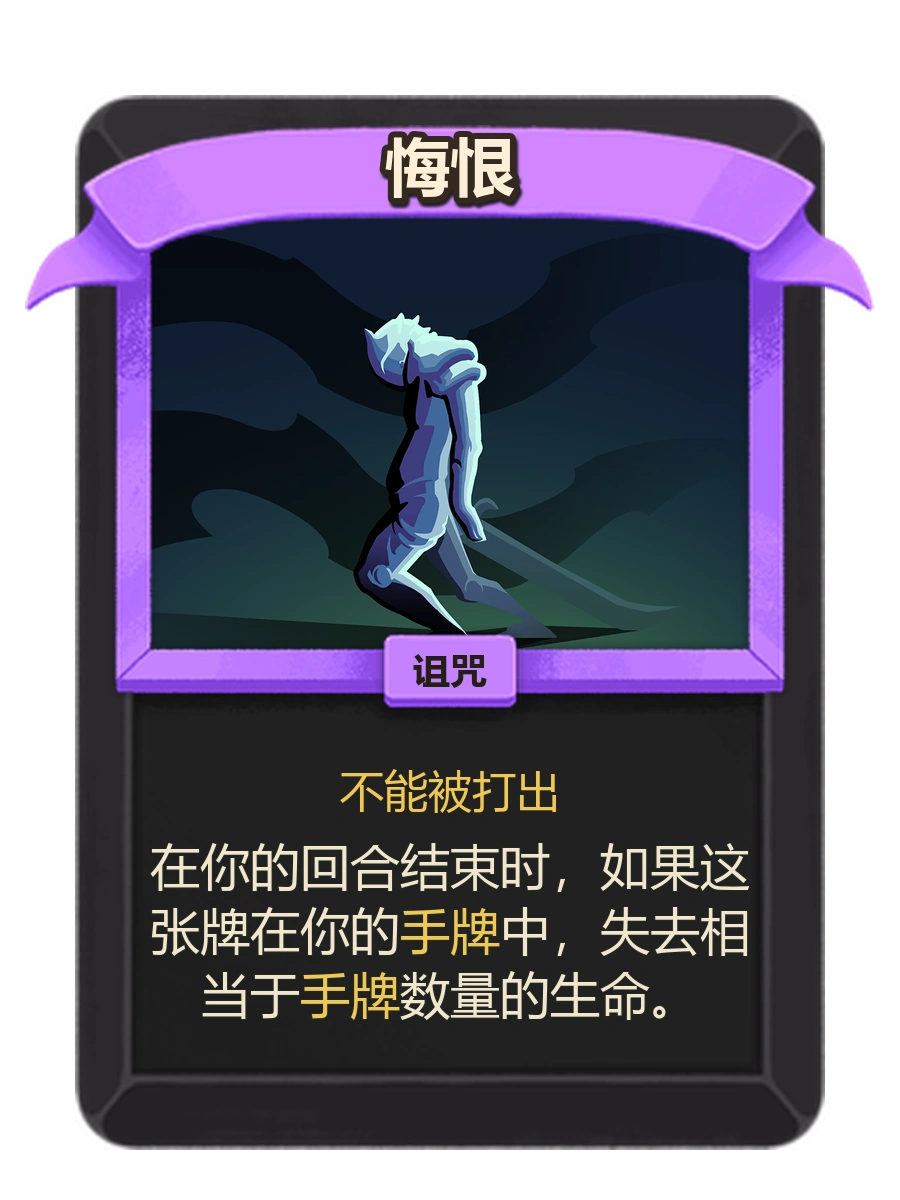 悔恨
诅咒
不能被打出
在你的回合结束时，如果这
张牌在你的手牌中，失去相
当于手牌数量的生命。